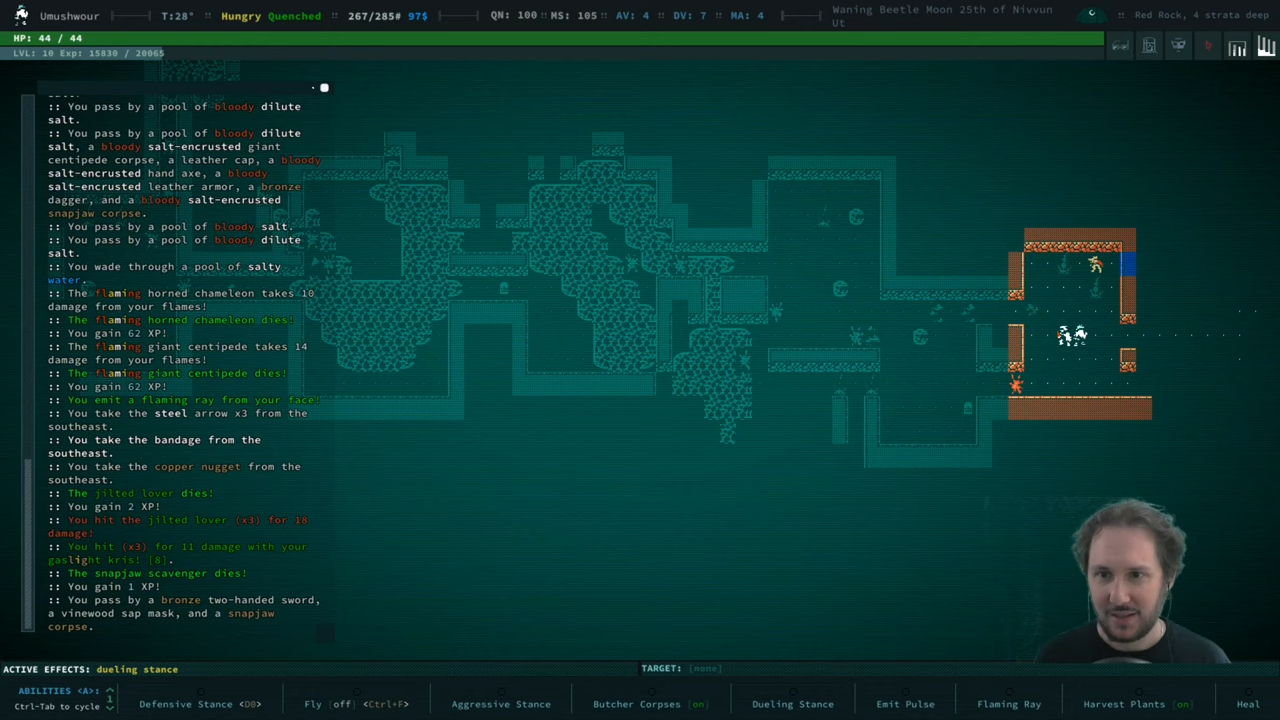 Umushwour T:28° :: Hungry Quenched :: 267/285# 97$ QN: 100 :: MS: 105 :: AV: 4 :: DV: 7 :: MA: 4 Waning Beetle Moon 25th of Nivvun Ut :: Red Rock, 4 strata deep
HP: 44 / 44
LVL: 10 Exp: 15830 / 20065
:: You pass by a pool of bloody dilute
salt.
:: You pass by a pool of bloody dilute
salt, a bloody salt-encrusted giant
centipede corpse, a leather cap, a bloody
salt-encrusted hand axe, a bloody
salt-encrusted leather armor, a bronze
dagger, and a bloody salt-encrusted
snapjaw corpse.
:: You pass by a pool of bloody salt.
:: You pass by a pool of bloody dilute
salt.
:: You wade through a pool of salty
water.
:: The flaming horned chameleon takes 10
damage from your flames!
:: The flaming horned chameleon dies!
:: You gain 62 XP!
:: The flaming giant centipede takes 14
damage from your flames!
:: The flaming giant centipede dies!
:: You gain 62 XP!
:: You emit a flaming ray from your face!
:: You take the steel arrow x3 from the
southeast.
:: You take the bandage from the
southeast.
:: You take the copper nugget from the
southeast.
:: The jilted lover dies!
:: You gain 2 XP!
:: You hit the jilted lover (x3) for 18
damage!
:: You hit (x3) for 11 damage with your
gaslight kris! [8].
:: The snapjaw scavenger dies!
:: You gain 1 XP!
:: You pass by a bronze two-handed sword,
a vinewood sap mask, and a snapjaw
corpse.
ACTIVE EFFECTS: dueling stance TARGET: [none]
ABILITIES <A>: 1
Ctrl-Tab to cycle
Defensive Stance <D0> Fly [off] <Ctrl+F> Aggressive Stance Butcher Corpses [on] Dueling Stance Emit Pulse Flaming Ray Harvest Plants [on] Heal